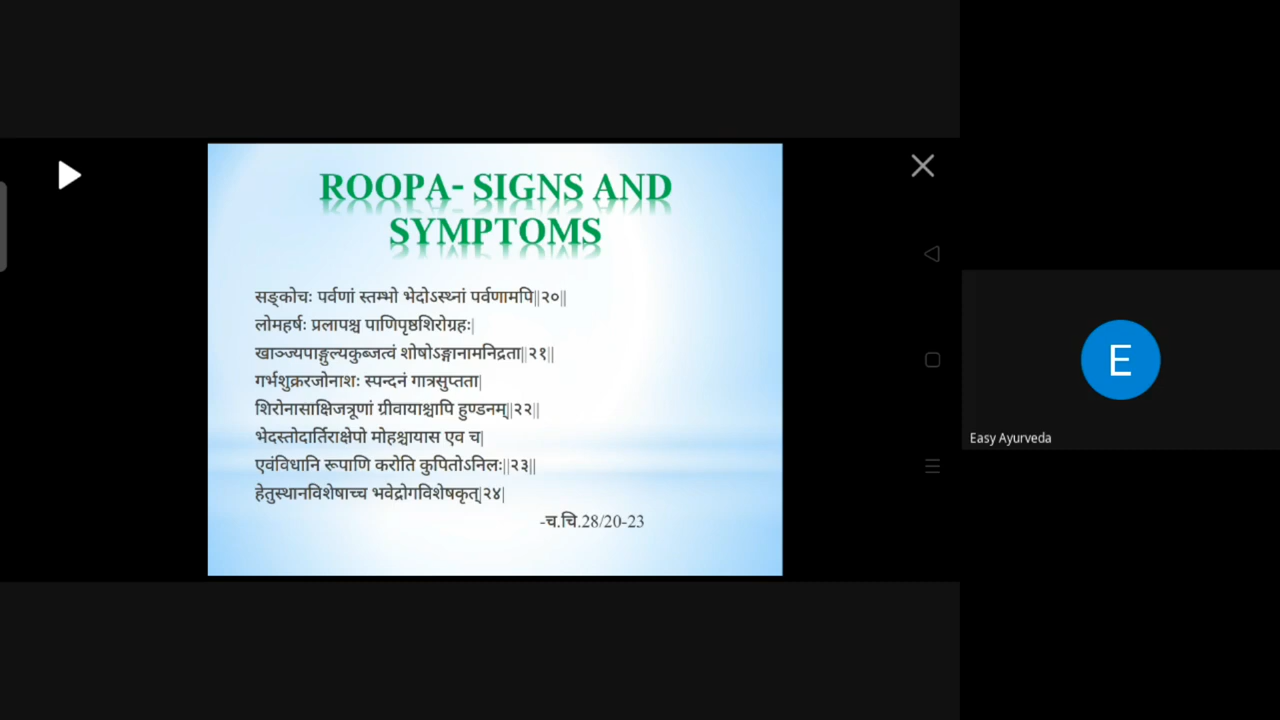 ROOPA- SIGNS AND
SYMPTOMS
सङ्कोचः पर्वणां स्तम्भो भेदोऽस्थ्नां पर्वणामपि||२०||
लोमहर्षः प्रलापश्च पाणिपृष्ठशिरोग्रहः|
खाञ्ज्यपाङ्गुल्यकुब्जत्वं शोषोऽङ्गानामनिद्रता||२१||
गर्भशुक्ररजोनाशः स्पन्दनं गात्रसुप्तता|
शिरोनासाक्षिजत्रूणां ग्रीवायाश्चापि हुण्डनम्||२२||
भेदस्तोदार्तिराक्षेपो मोहश्चायास एव च|
एवंविधानि रूपाणि करोति कुपितोऽनिलः||२३||
हेतुस्थानविशेषाच्च भवेद्रोगविशेषकृत्|२४|
-च.चि.28/20-23
E
Easy Ayurveda